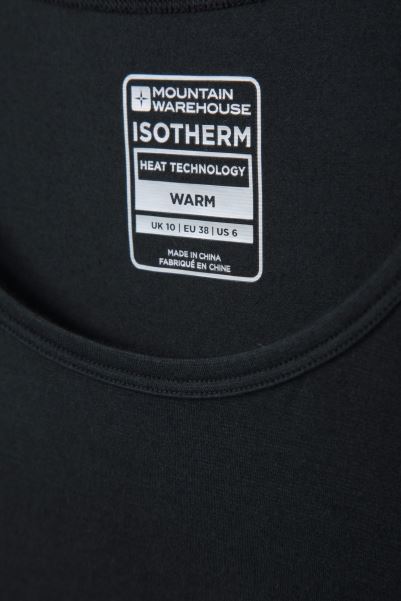 MOUNTAIN
WAREHOUSE
ISOTHERM
HEAT TECHNOLOGY
WARM
UK 10 | EU 38 | US 6
MADE IN CHINA
FABRIQUÉ EN CHINE